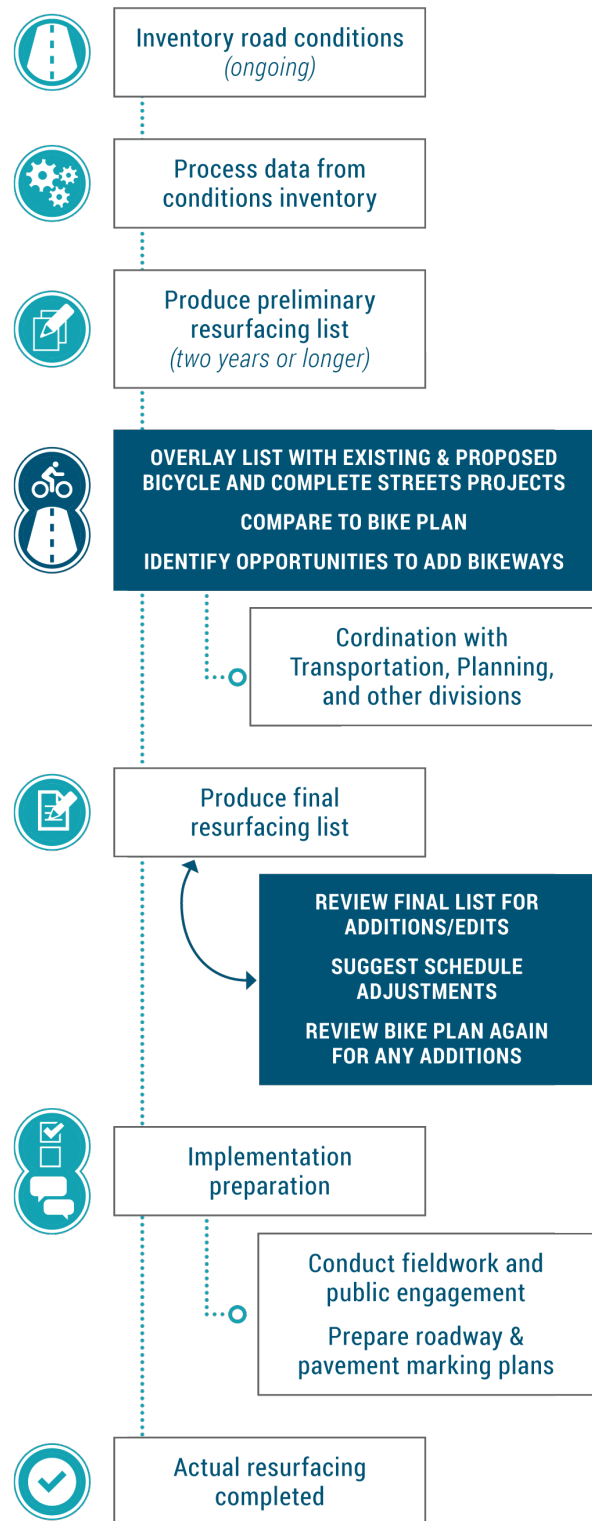 Inventory road conditions
(ongoing)
Process data from
conditions inventory
Produce preliminary
resurfacing list
(two years or longer)
OVERLAY LIST WITH EXISTING & PROPOSED
BICYCLE AND COMPLETE STREETS PROJECTS
COMPARE TO BIKE PLAN
IDENTIFY OPPORTUNITIES TO ADD BIKEWAYS
Cordination with
Transportation, Planning,
and other divisions
Produce final
resurfacing list
REVIEW FINAL LIST FOR
ADDITIONS/EDITS
SUGGEST SCHEDULE
ADJUSTMENTS
REVIEW BIKE PLAN AGAIN
FOR ANY ADDITIONS
Implementation
preparation
Conduct fieldwork and
public engagement
Prepare roadway &
pavement marking plans
Actual resurfacing
completed